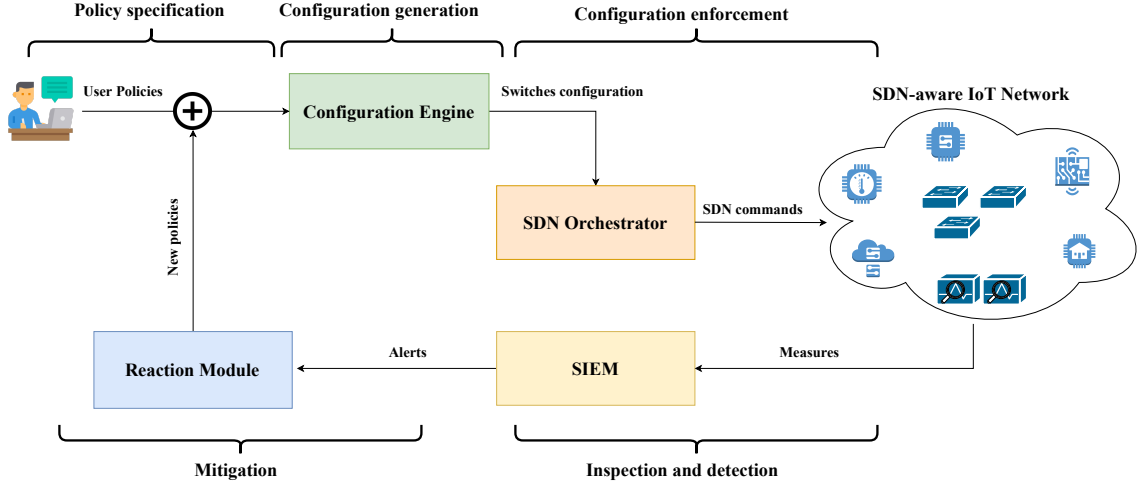 Policy specification
Configuration generation
Configuration enforcement
User Policies
Configuration Engine
Switches configuration
SDN-aware IoT Network
SDN Orchestrator
SDN commands
New policies
Reaction Module
Alerts
SIEM
Measures
Mitigation
Inspection and detection